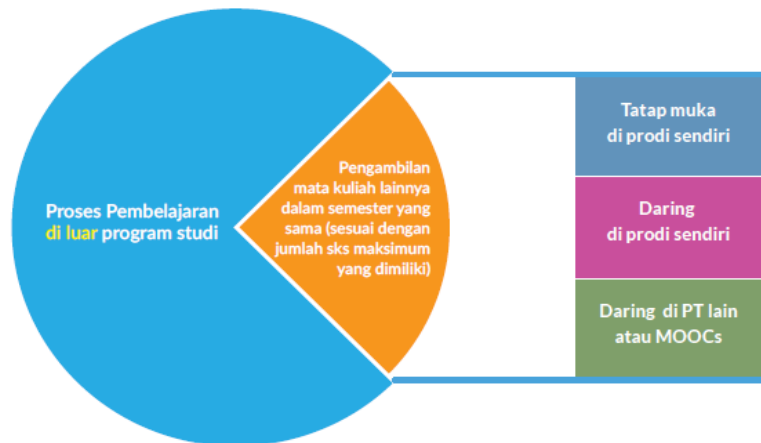 Proses Pembelajaran
di luar program studi
Pengambilan
mata kuliah lainnya
dalam semester yang
sama (sesuai dengan
jumlah sks maksimum
yang dimiliki)
Tatap muka
di prodi sendiri
Daring
di prodi sendiri
Daring di PT lain
atau MOOCs